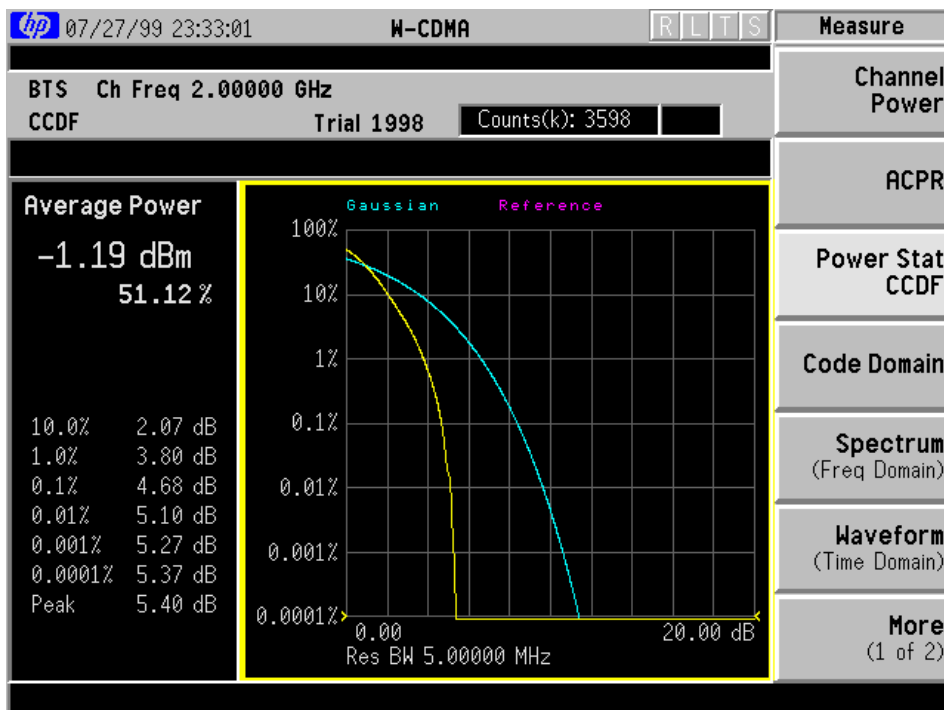 hp 07/27/99 23:33:01 W-CDMA R L T S Measure
BTS Ch Freq 2.00000 GHz
CCDF Trial 1998 Counts(k): 3598
Channel
Power
ACPR
Power Stat
CCDF
Code Domain
Spectrum
(Freq Domain)
Waveform
(Time Domain)
More
(1 of 2)
Average Power
-1.19 dBm
51.12%
10.0% 2.07 dB
1.0% 3.80 dB
0.1% 4.68 dB
0.01% 5.10 dB
0.001% 5.27 dB
0.0001% 5.37 dB
Peak 5.40 dB
Gaussian Reference
100%
10%
1%
0.1%
0.01%
0.001%
0.0001%
0.00 20.00 dB
Res BW 5.00000 MHz